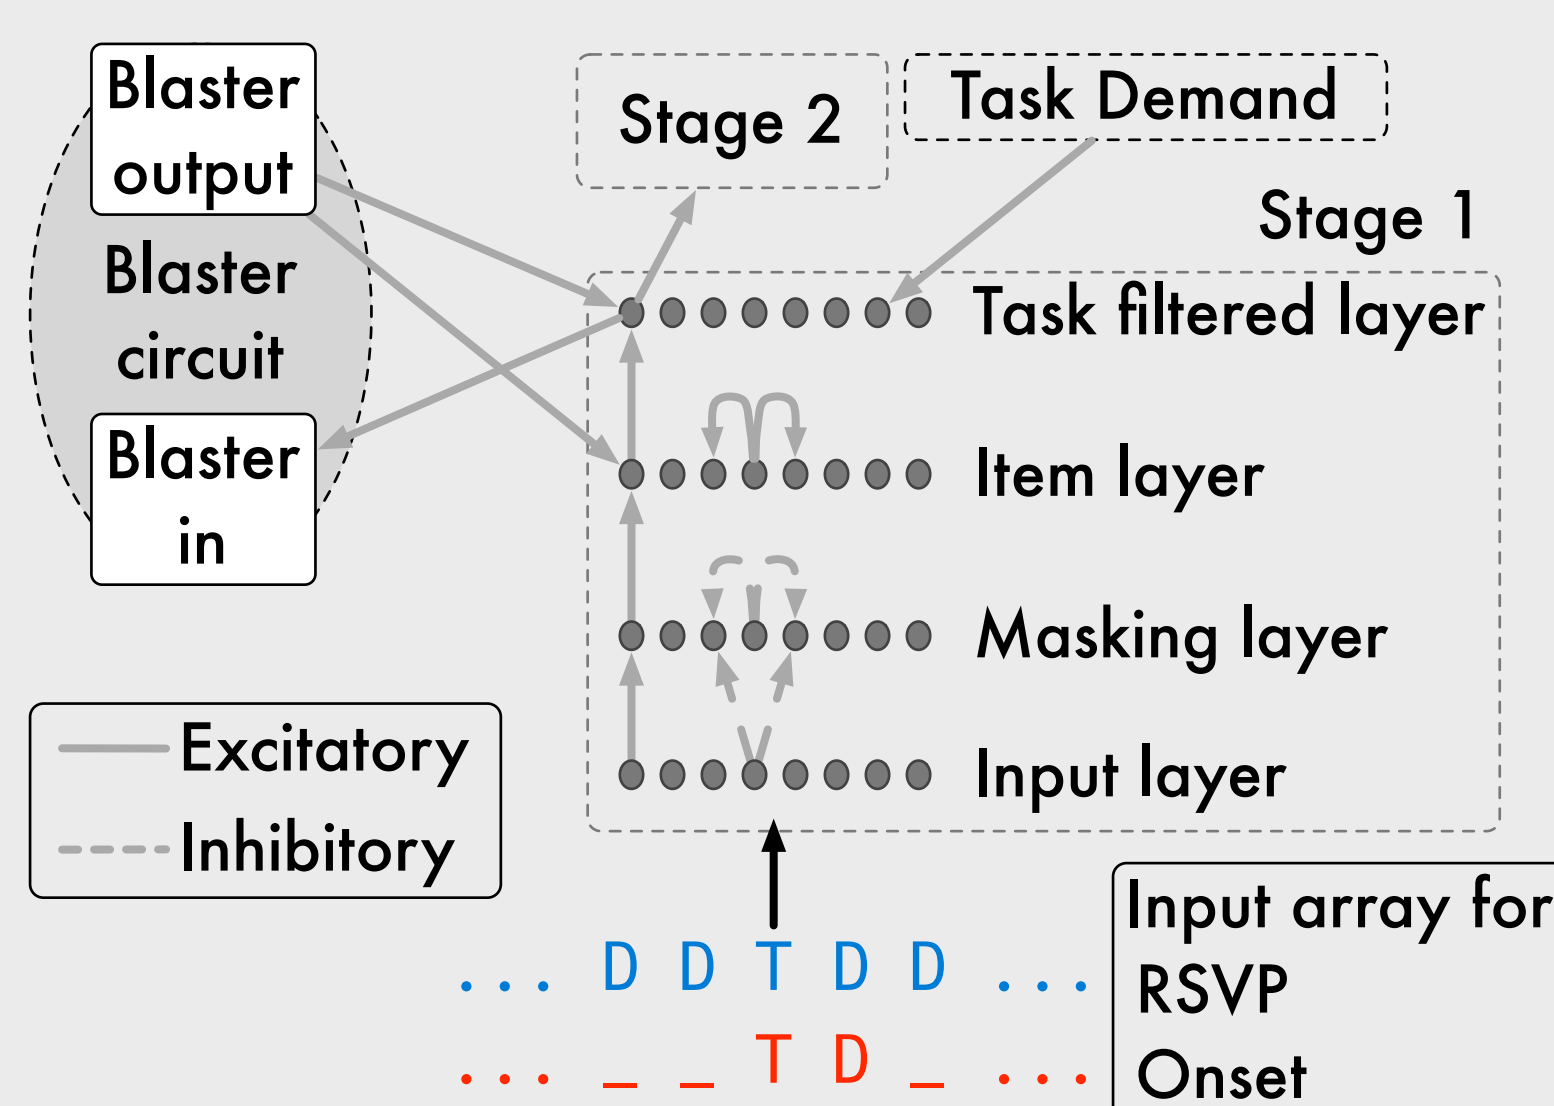 Blaster
output
Blaster
circuit
Blaster
in
Stage 2
Task Demand
Stage 1
Task filtered layer
Item layer
Masking layer
Input layer
Excitatory
Inhibitory
... D D T D D ...
... _ _ T D _ ...
Input array for
RSVP
Onset